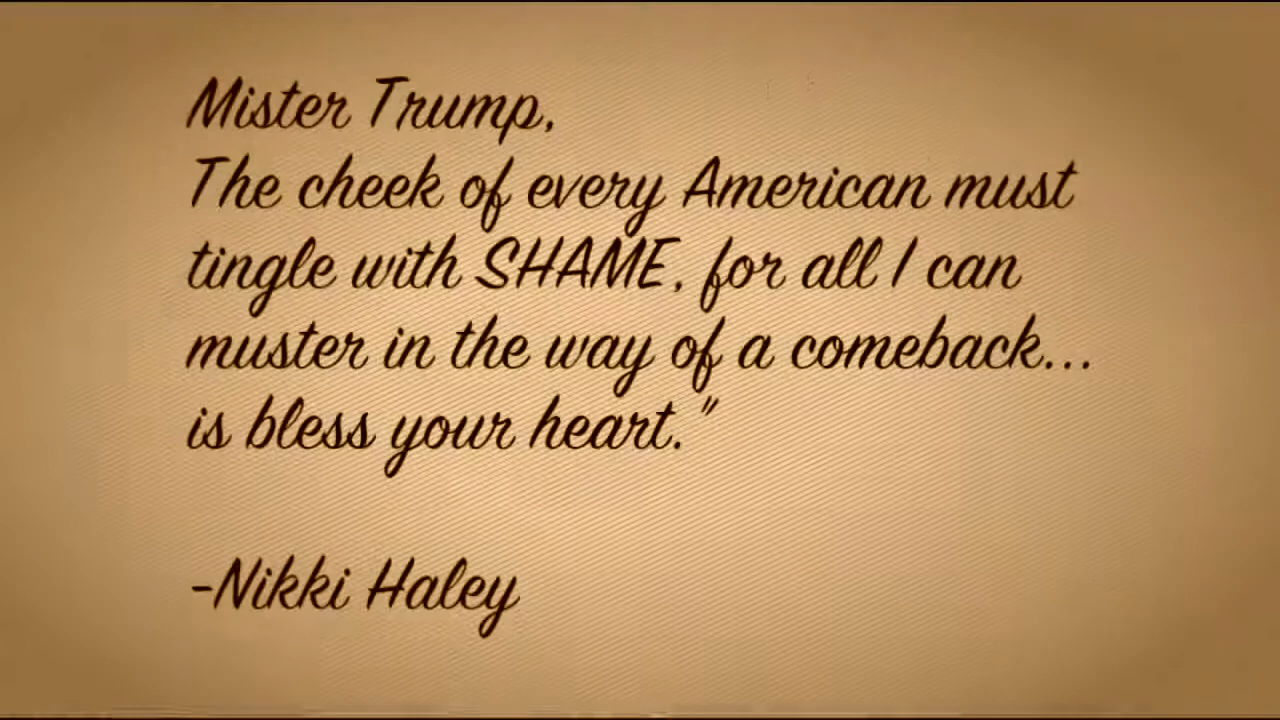 Mister Trump,
The cheek of every American must
tingle with SHAME, for all I can
muster in the way of a comeback...
is bless your heart."
-Nikki Haley